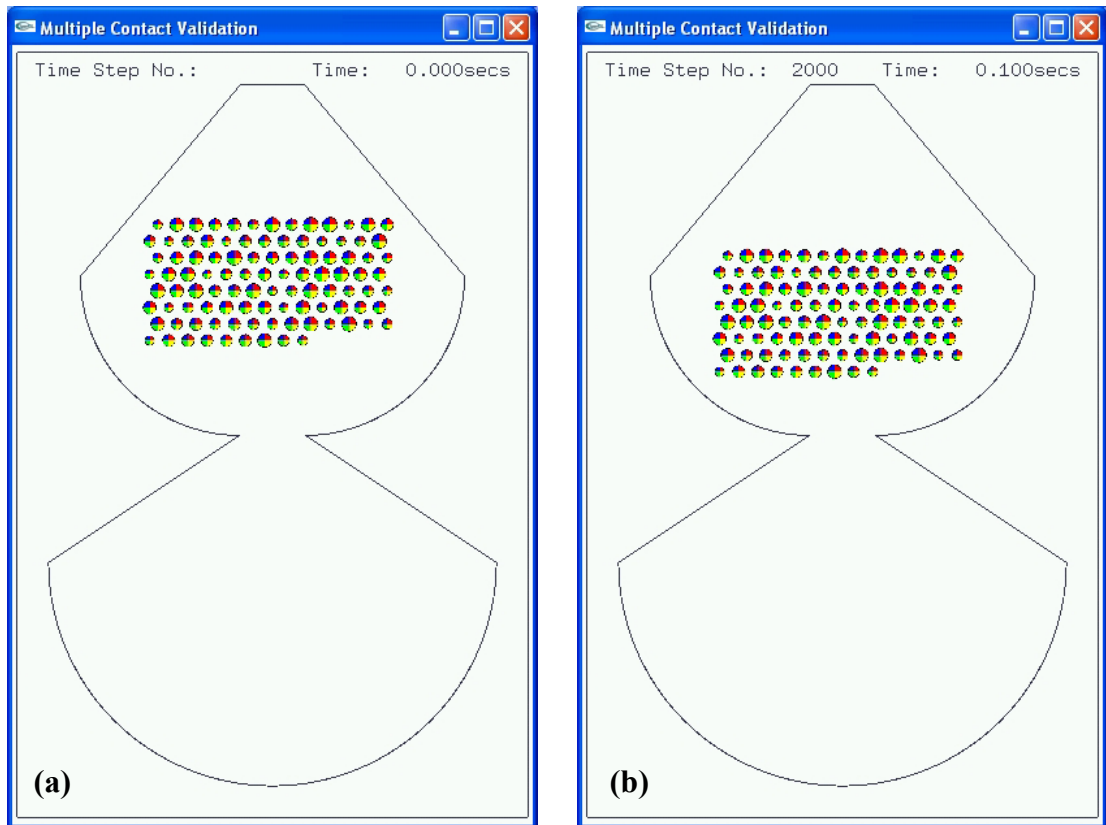 Multiple Contact Validation
Time Step No.: Time: 0.000secs
(a)
Multiple Contact Validation
Time Step No.: 2000 Time: 0.100secs
(b)